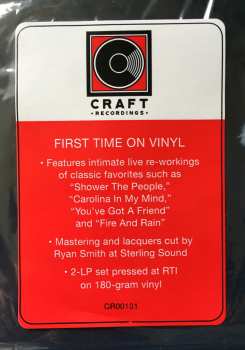 CRAFT
- RECORDINGS -
FIRST TIME ON VINYL
• Features intimate live re-workings
of classic favorites such as
"Shower The People,"
"Carolina In My Mind,"
"You've Got A Friend"
and "Fire And Rain"
• Mastering and lacquers cut by
Ryan Smith at Sterling Sound
• 2-LP set pressed at RTI
on 180-gram vinyl
CR00151